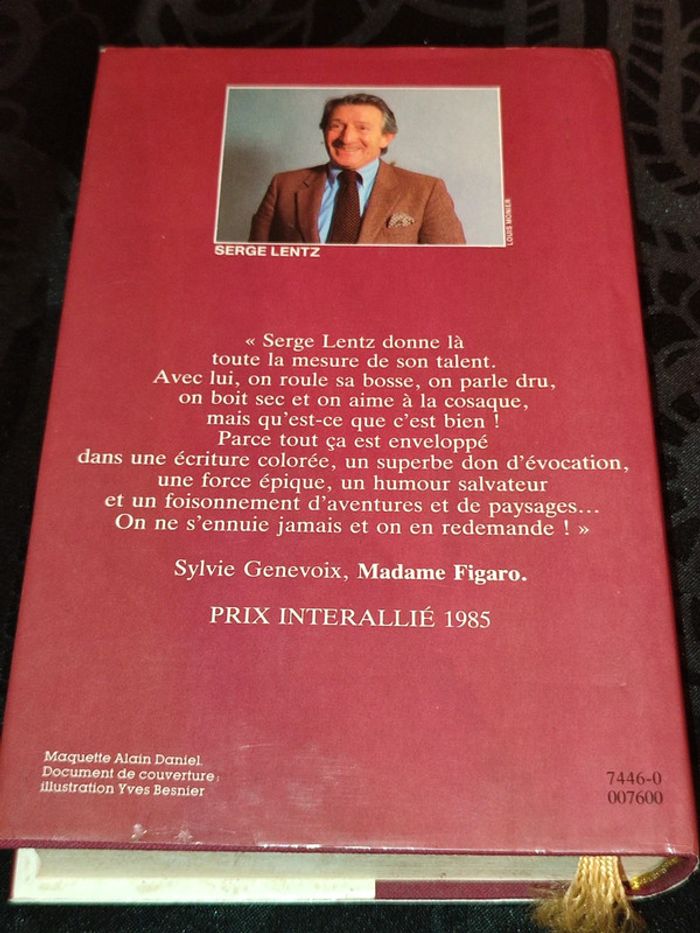 LOUIS MONIER
SERGE LENTZ
« Serge Lentz donne là
toute la mesure de son talent.
Avec lui, on roule sa bosse, on parle dru,
on boit sec et on aime à la cosaque,
mais qu'est-ce que c'est bien !
Parce tout ça est enveloppé
dans une écriture colorée, un superbe don d'évocation,
une force épique, un humour salvateur
et un foisonnement d'aventures et de paysages...
On ne s'ennuie jamais et on en redemande ! »
Sylvie Genevoix, Madame Figaro.
PRIX INTERALLIÉ 1985
Maquette Alain Daniel.
Document de couverture :
illustration Yves Besnier
7446-0
007600